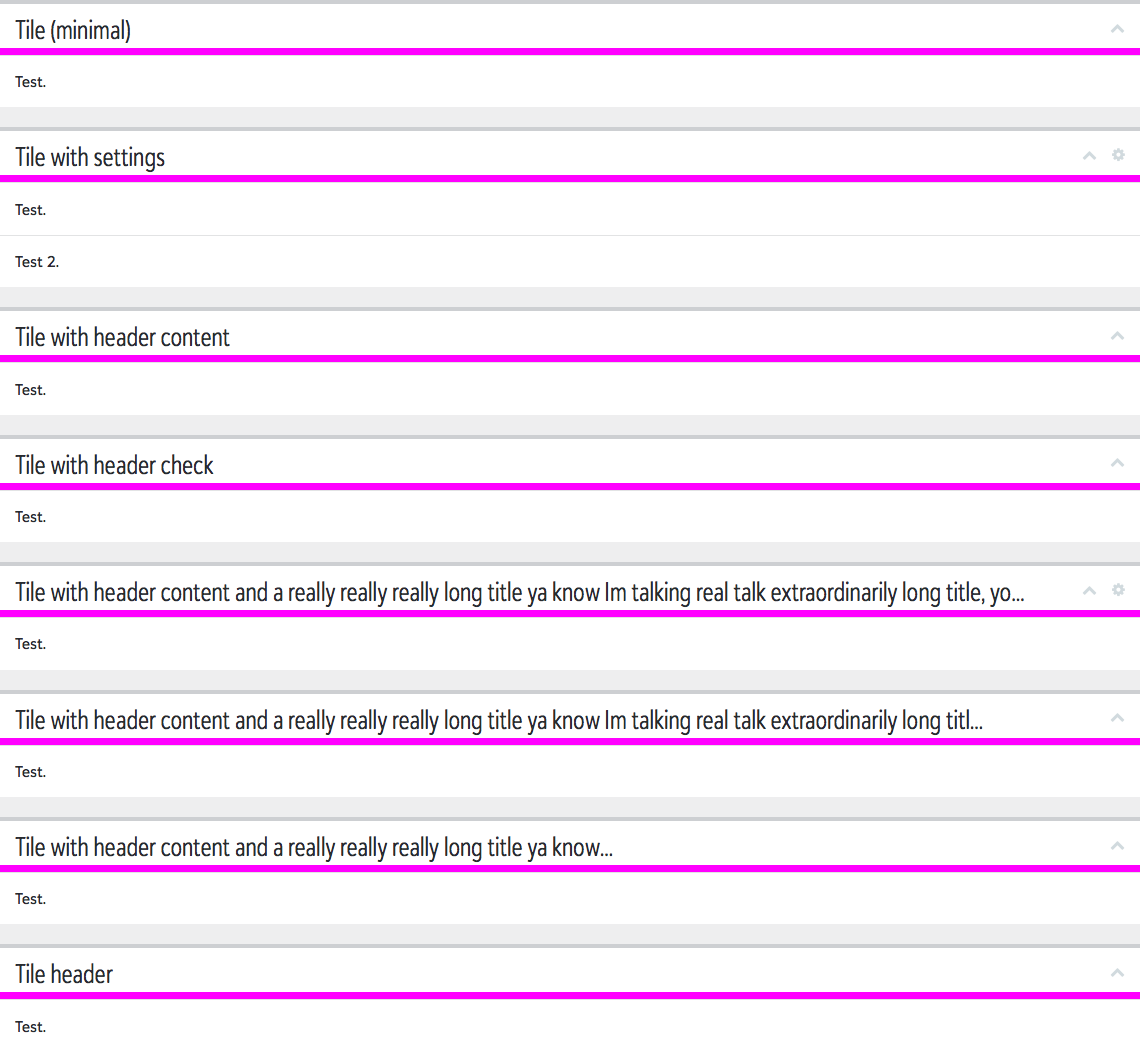 Tile (minimal)
Test.
Tile with settings
Test.
Test 2.
Tile with header content
Test.
Tile with header check
Test.
Tile with header content and a really really really long title ya know Im talking real talk extraordinarily long title, yo...
Test.
Tile with header content and a really really really long title ya know Im talking real talk extraordinarily long titl...
Test.
Tile with header content and a really really really long title ya know...
Test.
Tile header
Test.